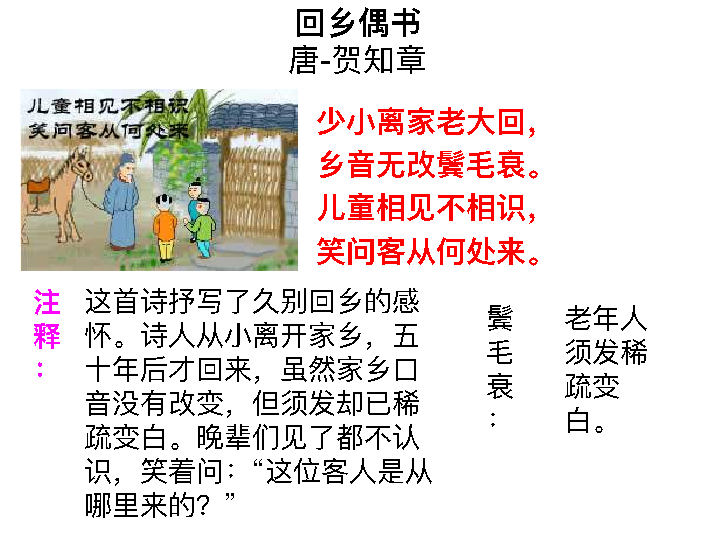 回乡偶书
唐-贺知章
儿童相见不相识
笑问客从何处来
少小离家老大回，
乡音无改鬓毛衰。
儿童相见不相识，
笑问客从何处来。
注
释
：
这首诗抒写了久别回乡的感
怀。诗人从小离开家乡，五
十年后才回来，虽然家乡口
音没有改变，但须发却已稀
疏变白。晚辈们见了都不认
识，笑着问：“这位客人是从
哪里来的？”
鬓
毛
衰
：
老年人
须发稀
疏变
白。